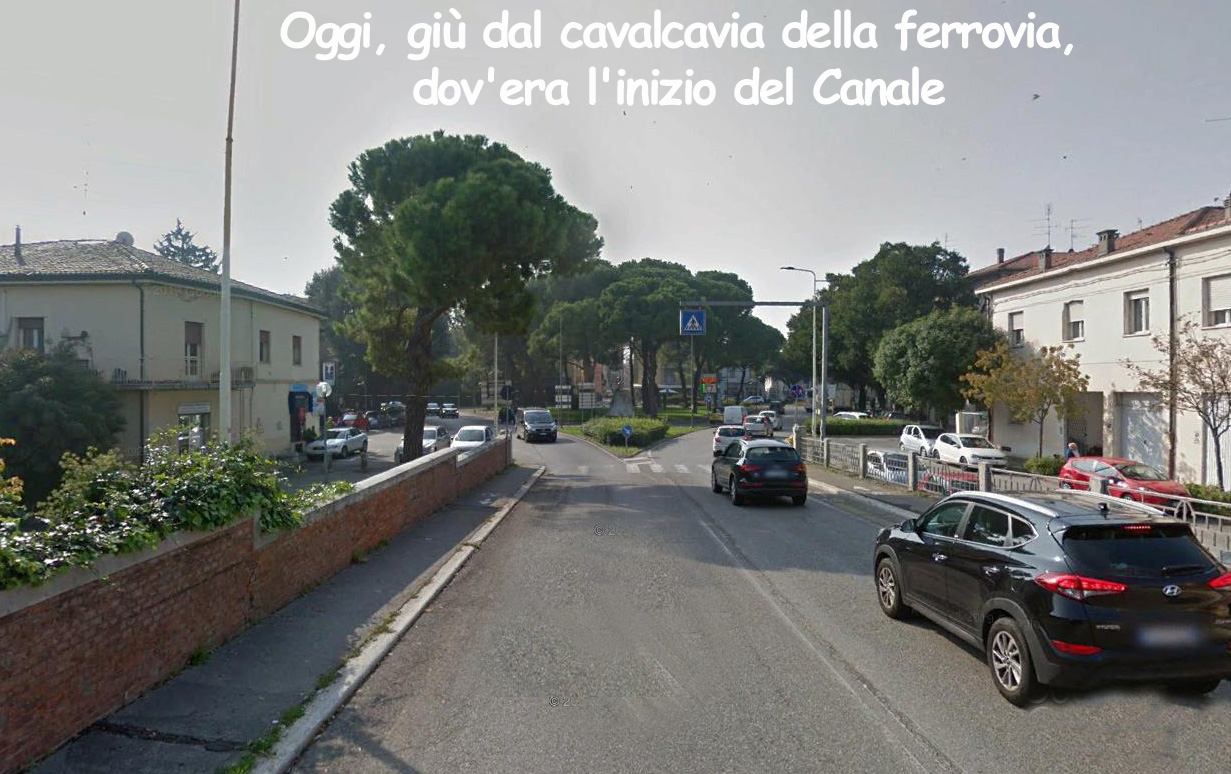 Oggi, giù dal cavalcavia della ferrovia,
dov'era l'inizio del Canale